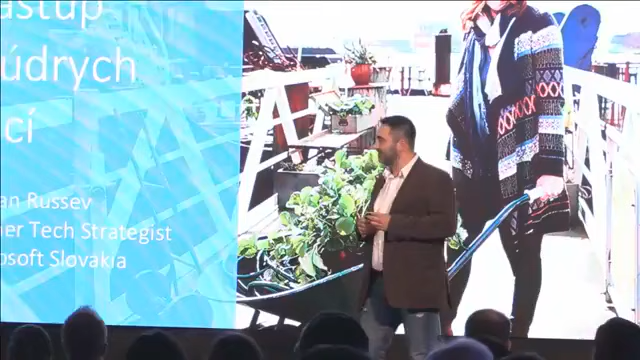 ástup
údrych
cí
an Russev
ner Tech Strategist
osoft Slovakia